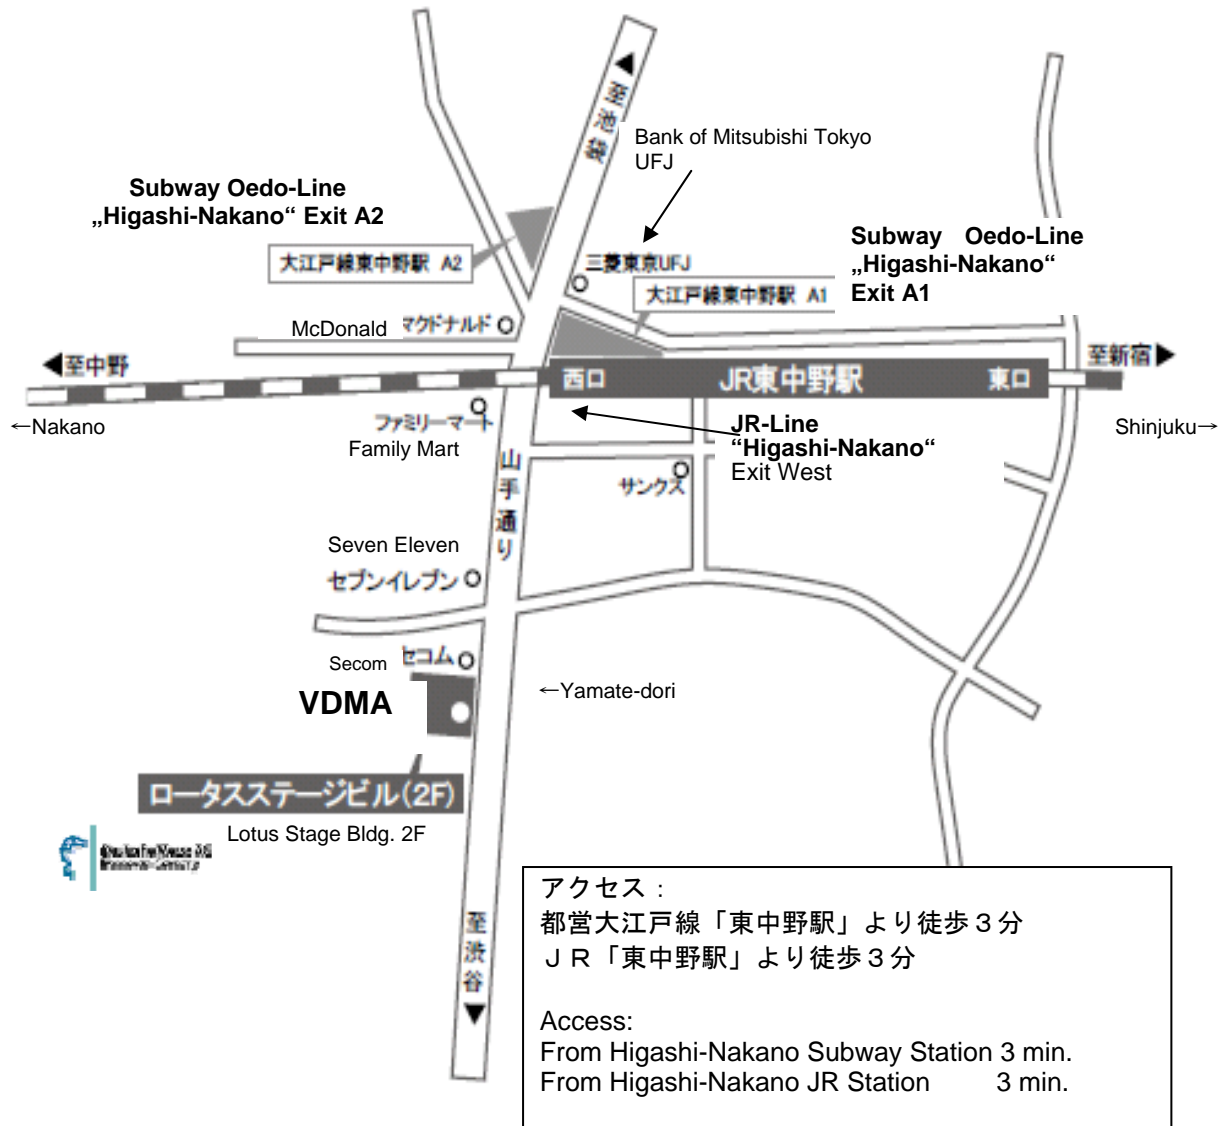 至池袋
Bank of Mitsubishi Tokyo
UFJ
Subway Oedo-Line
„Higashi-Nakano“ Exit A2
Subway Oedo-Line
„Higashi-Nakano“
Exit A1
大江戸線東中野駅 A2
三菱東京UFJ
大江戸線東中野駅 A1
McDonald
マクドナルド
至中野
至新宿
西口
JR東中野駅
東口
←Nakano
ファミリーマート
Family Mart
JR-Line
“Higashi-Nakano“
Exit West
Shinjuku→
山手通り
サンクス
Seven Eleven
セブンイレブン
Secom
セコム
VDMA
←Yamate-dori
ロータスステージビル(2F)
Lotus Stage Bldg. 2F
至渋谷
アクセス：
都営大江戸線「東中野駅」より徒歩３分
ＪＲ「東中野駅」より徒歩３分
Access:
From Higashi-Nakano Subway Station 3 min.
From Higashi-Nakano JR Station 3 min.